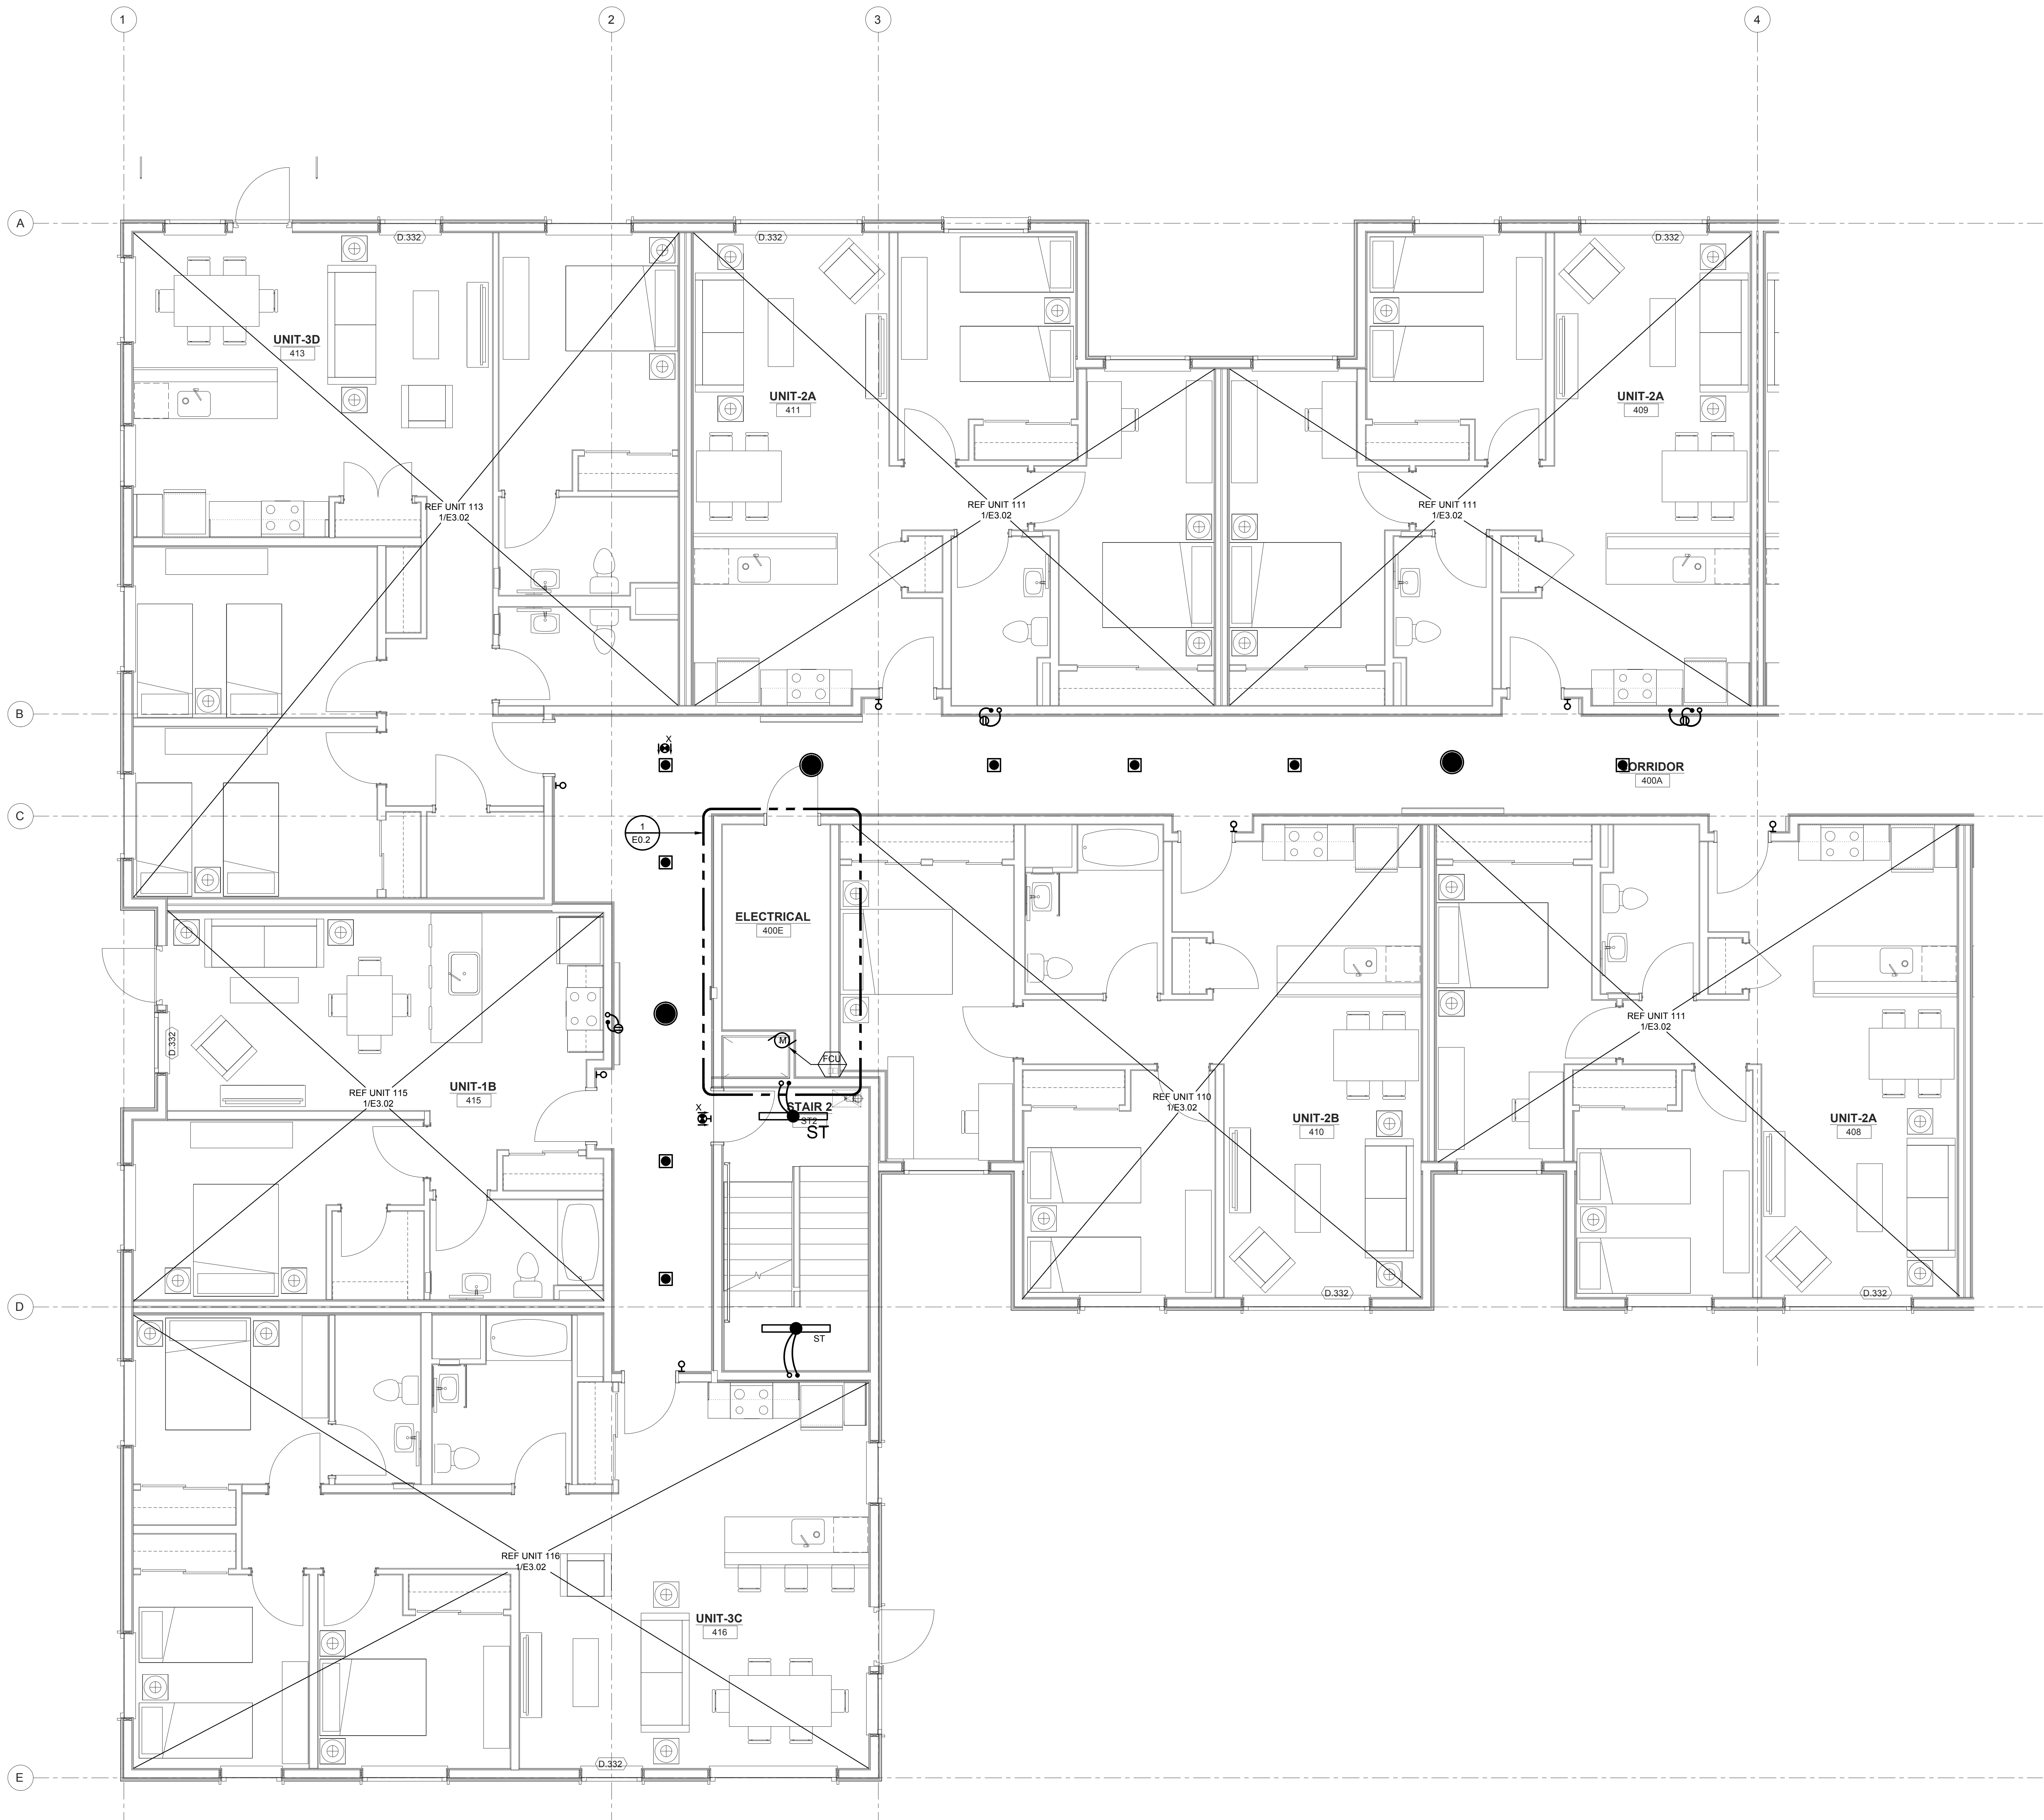 1
2
3
4
A
D.332
D.332
D.332
UNIT-3D
413
UNIT-2A
411
UNIT-2A
409
REF UNIT 113
1/E3.02
REF UNIT 111
1/E3.02
REF UNIT 111
1/E3.02
B
X
CORRIDOR
400A
C
1
E0.2
ELECTRICAL
400E
D.332
M
FCU
REF UNIT 111
1/E3.02
UNIT-1B
415
REF UNIT 115
1/E3.02
REF UNIT 110
1/E3.02
X
STAIR 2
ST2
ST
UNIT-2B
410
UNIT-2A
408
D.332
D.332
D
ST
REF UNIT 116
1/E3.02
UNIT-3C
416
D.332
E